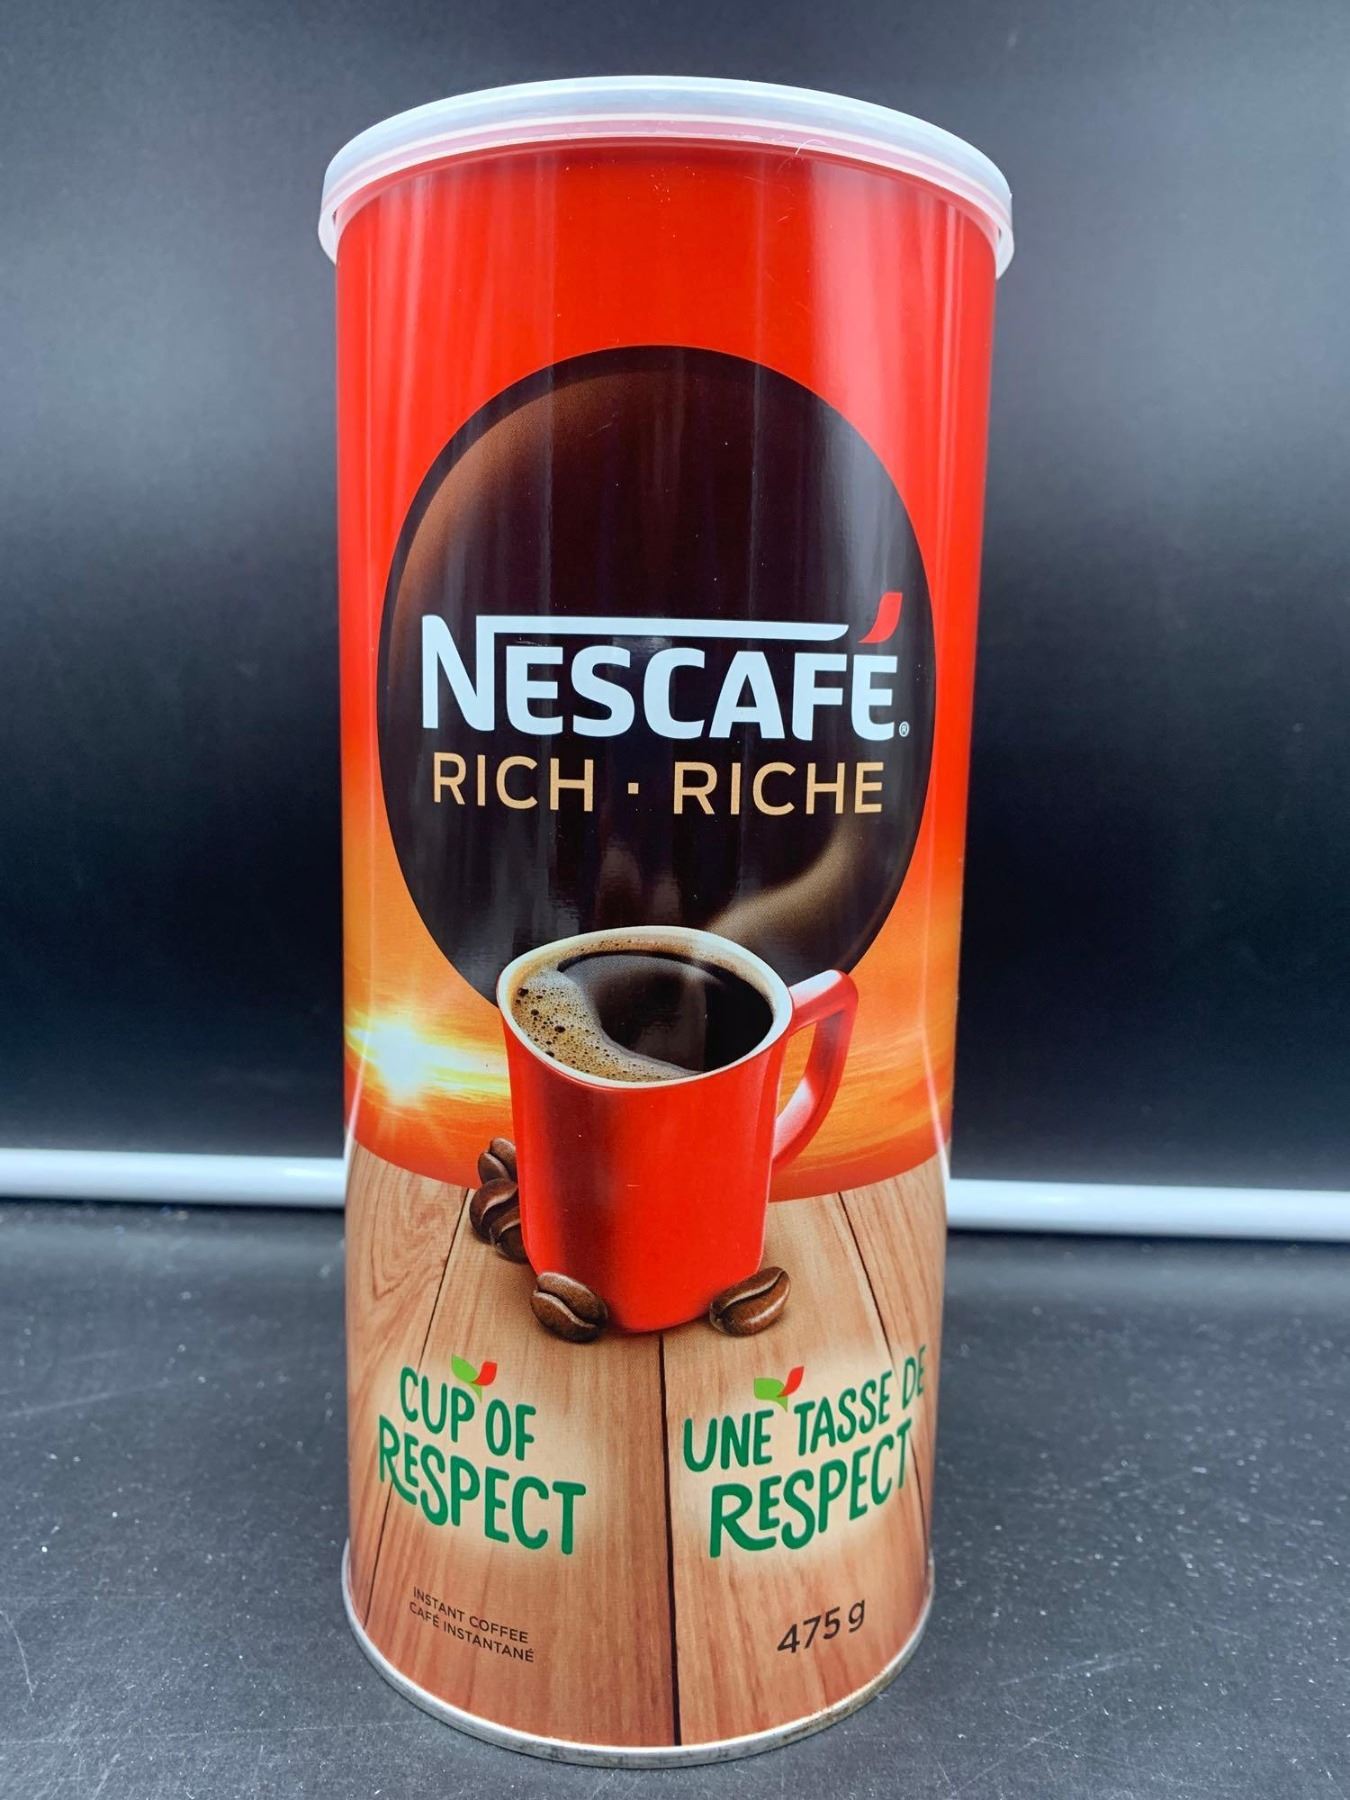 NESCAFÉ®
RICH · RICHE
CUP OF
RESPECT
UNE TASSE DE
RESPECT
INSTANT COFFEE
CAFÉ INSTANTANÉ
475 g